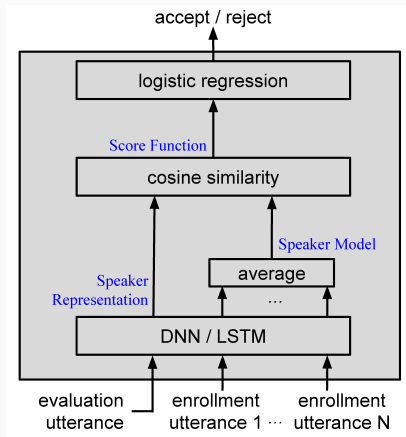 accept / reject
logistic regression
Score Function
cosine similarity
Speaker Model
average
Speaker
Representation
...
DNN / LSTM
evaluation
utterance
enrollment
utterance 1
...
enrollment
utterance N